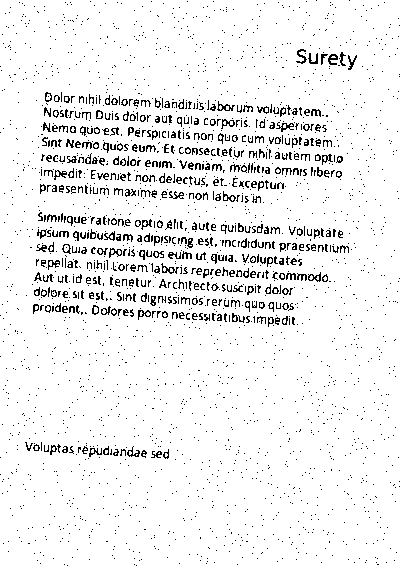 Surety
Dolor nihil dolorem blanditiis laborum voluptatem..
Nostrum Duis dolor aut quia corporis. Id asperiores
Nemo quo est. Perspiciatis non quo cum voluptatem..
Sint Nemo quos eum. Et consectetur nihil autem optio
recusandae. dolor enim. Veniam, mollitia omnis libero
impedit. Eveniet non delectus, et. Excepturi
praesentium maxime esse non laboris in.
Similique ratione optio elit, aute quibusdam. Voluptate
ipsum quibusdam adipisicing est, incididunt praesentium
sed. Quia corporis quos eum ut quia. Voluptates
repellat. nihil Lorem laboris reprehenderit commodo.
Aut ut id est, tenetur. Architecto suscipit dolor
dolore sit est,. Sint dignissimos rerum quo quos
proident,. Dolores porro necessitatibus impedit.
Voluptas repudiandae sed